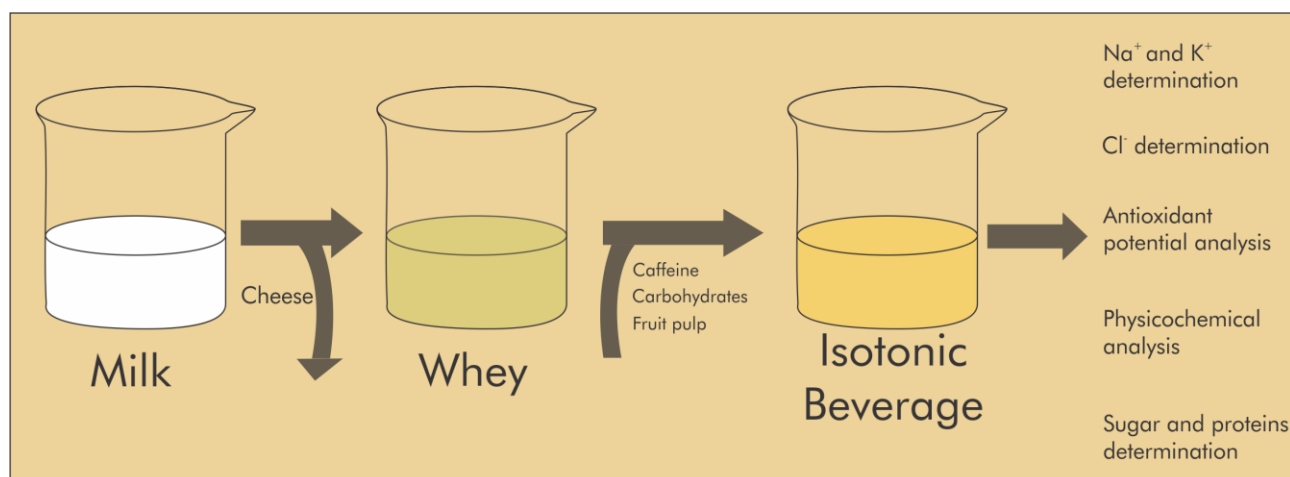 Milk
Cheese
Whey
Caffeine
Carbohydrates
Fruit pulp
Isotonic
Beverage
Na⁺ and K⁺
determination
Cl⁻ determination
Antioxidant
potential analysis
Physicochemical
analysis
Sugar and proteins
determination